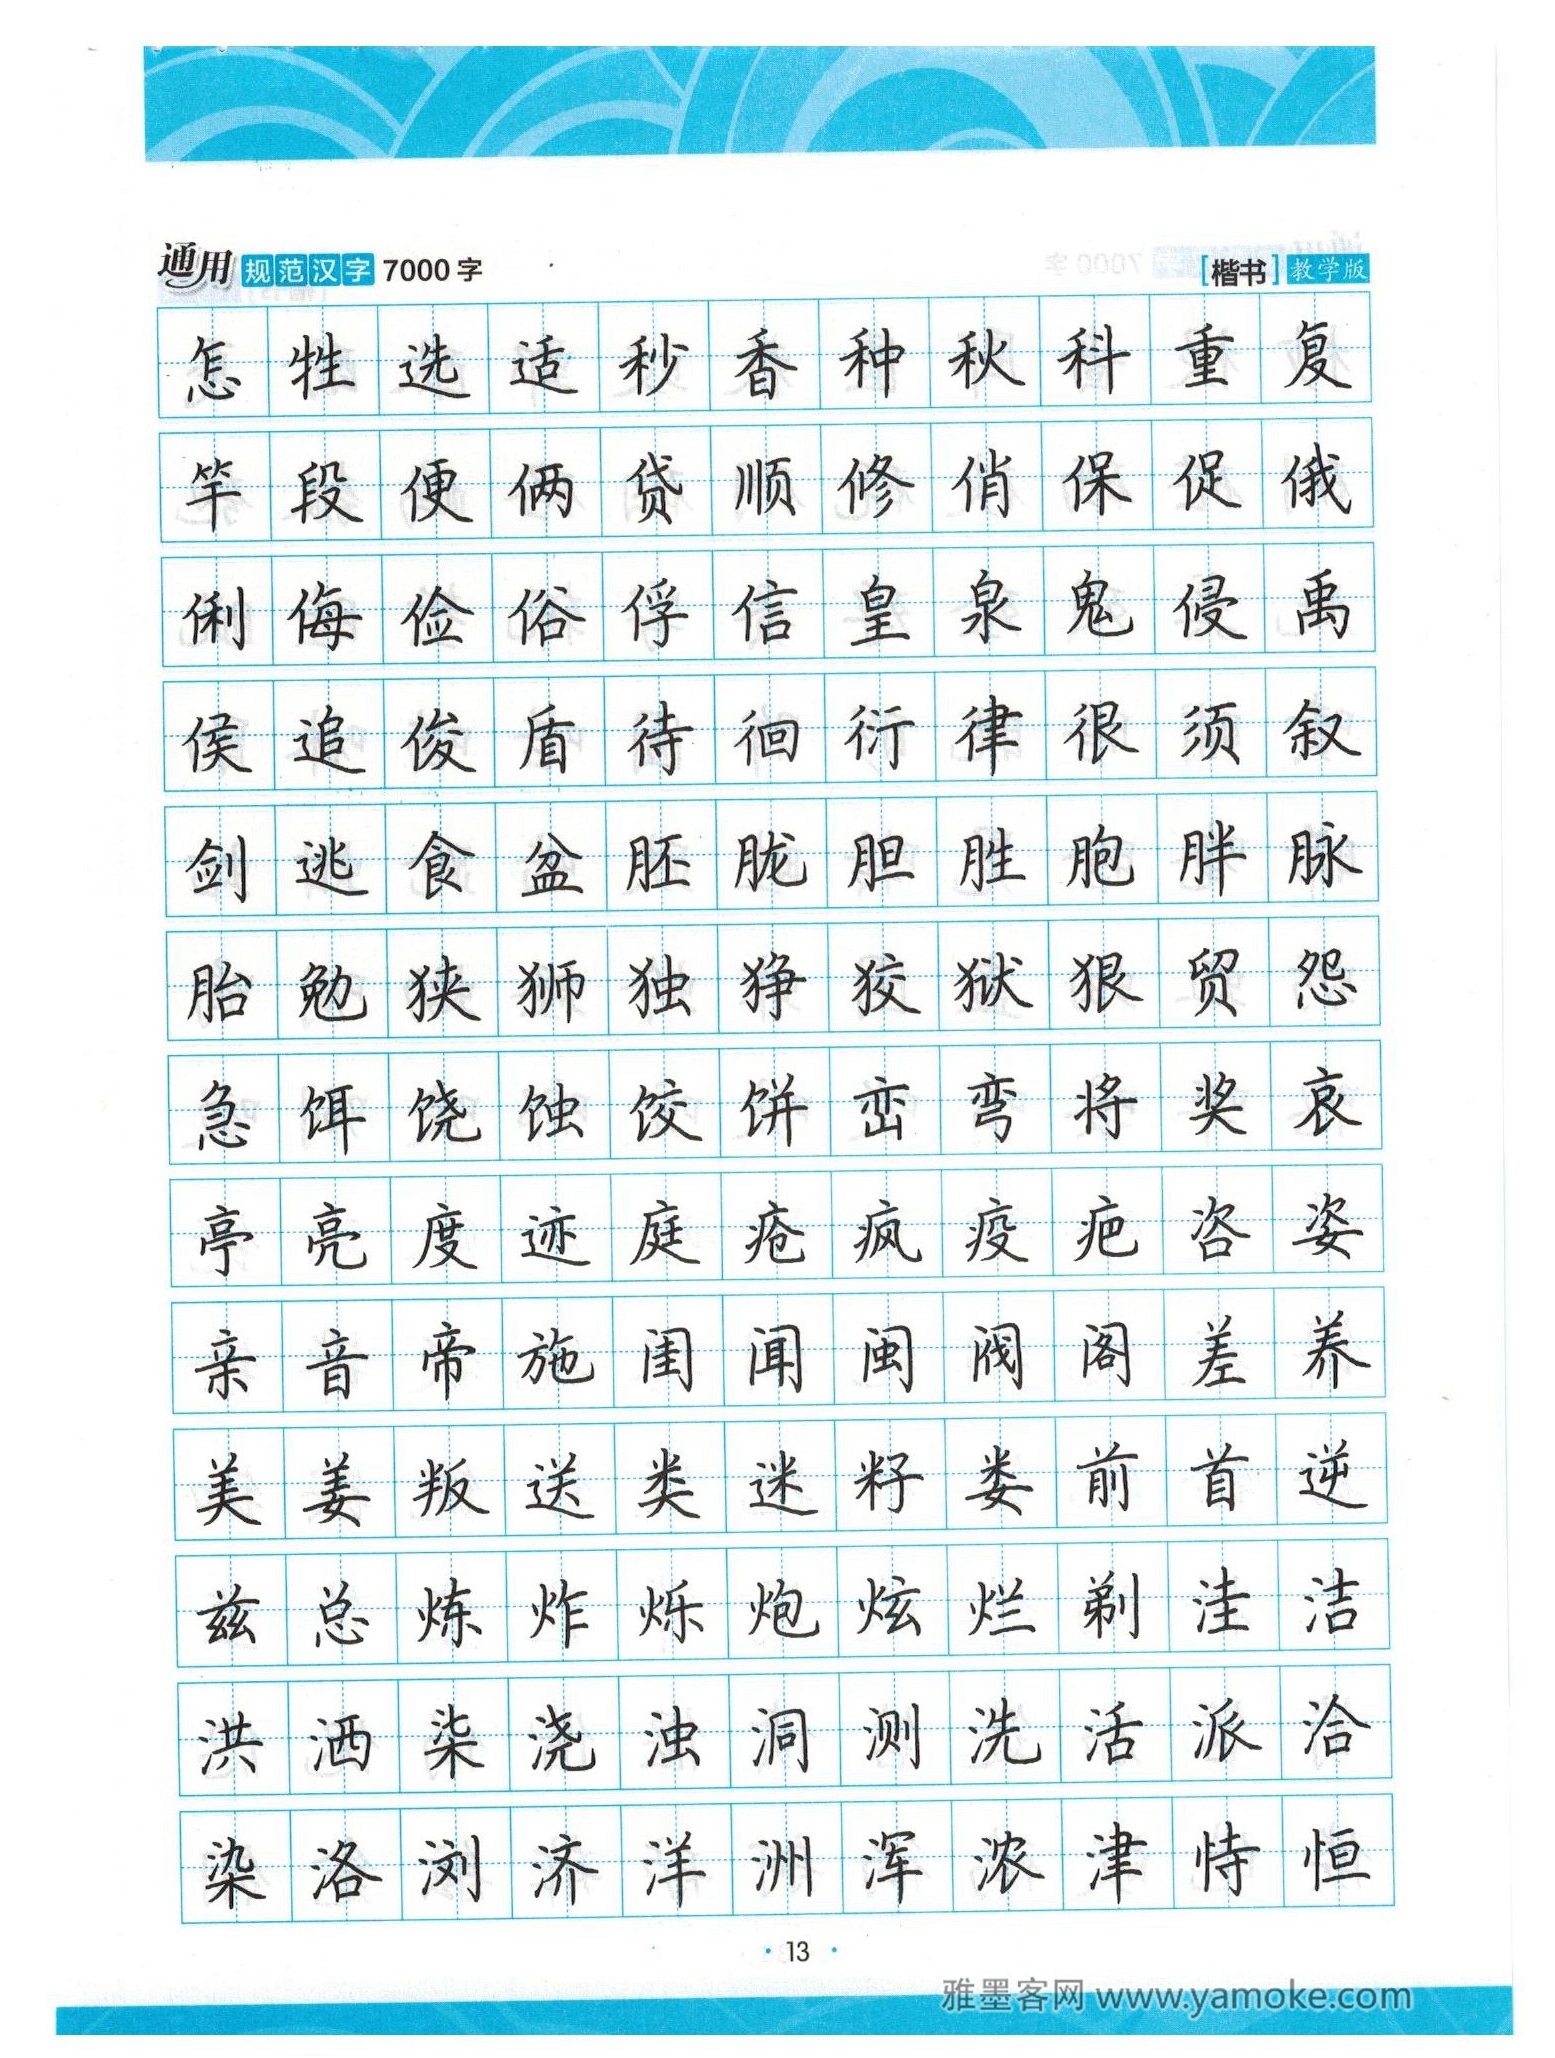 通用规范汉字7000字 [楷书]教学版
怎牲选适秒香种秋科重复
竿段便俩贷顺修俏保促俄
俐侮俭俗俘信皇泉鬼侵禹
侯追俊盾待徊衍律很须叙
剑逃食盆胚胧胆胜胞胖脉
胎勉狭狮独狰狡狱狠贸怨
急饵饶蚀饺饼峦弯将奖哀
亭亮度迹庭疮疯疫疤咨姿
亲音帝施闺闻闽阀阁差养
美姜叛送类迷籽娄前首逆
兹总炼炸烁炮炫烂剃洼洁
洪洒柒浇浊洞测洗活派洽
染洛浏济洋洲浑浓津恃恒
·13·
雅墨客网 www.yamoke.com